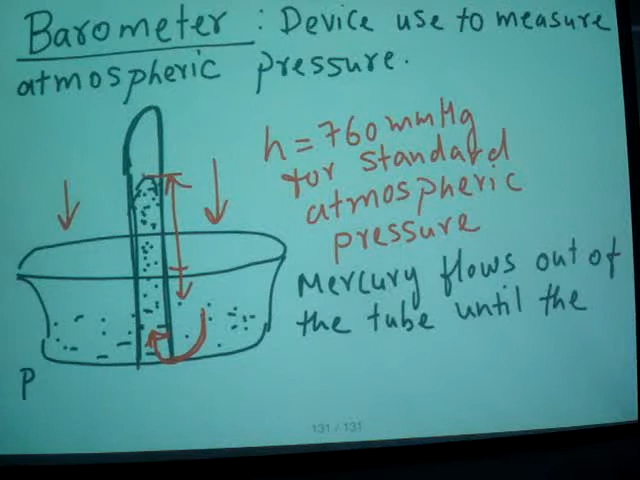 Barometer : Device use to measure
atmospheric pressure.
h = 760 mmHg
for standard
atmospheric
pressure
Mercury flows out of
the tube until the
P
131 / 131